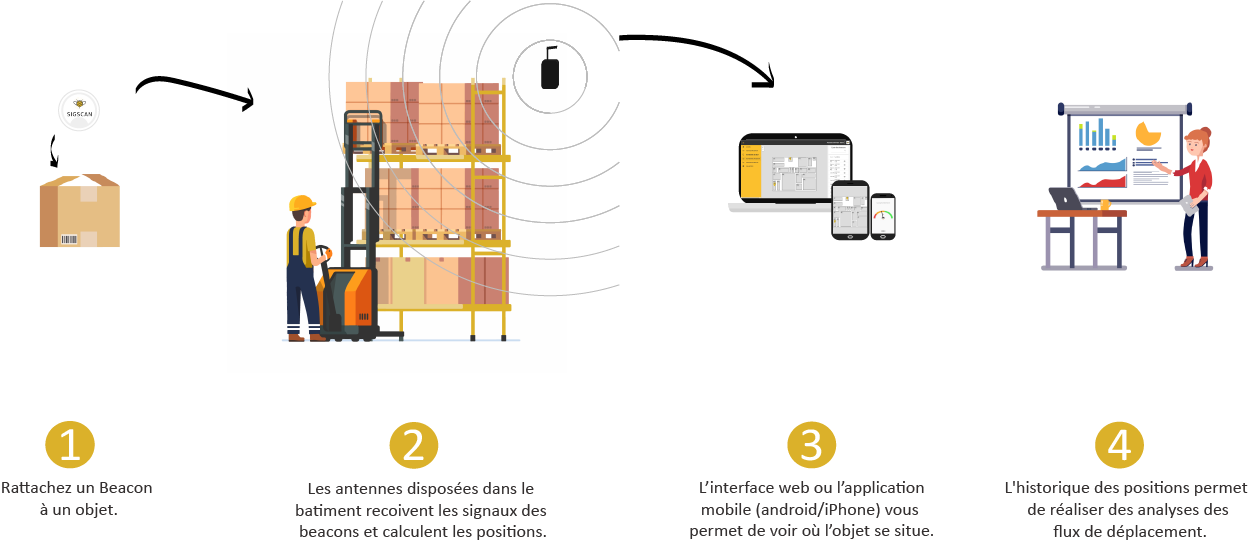 SIGSCAN
1
Rattachez un Beacon
à un objet.
2
Les antennes disposées dans le
batiment recoivent les signaux des
beacons et calculent les positions.
3
L’interface web ou l’application
mobile (android/iPhone) vous
permet de voir où l’objet se situe.
4
L'historique des positions permet
de réaliser des analyses des
flux de déplacement.